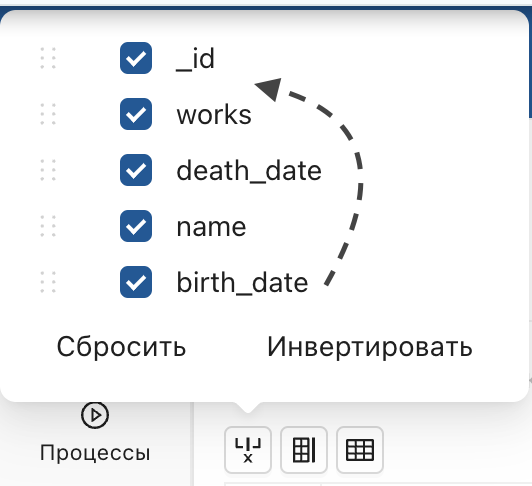 _id
works
death_date
name
birth_date
Сбросить Инвертировать
Процессы